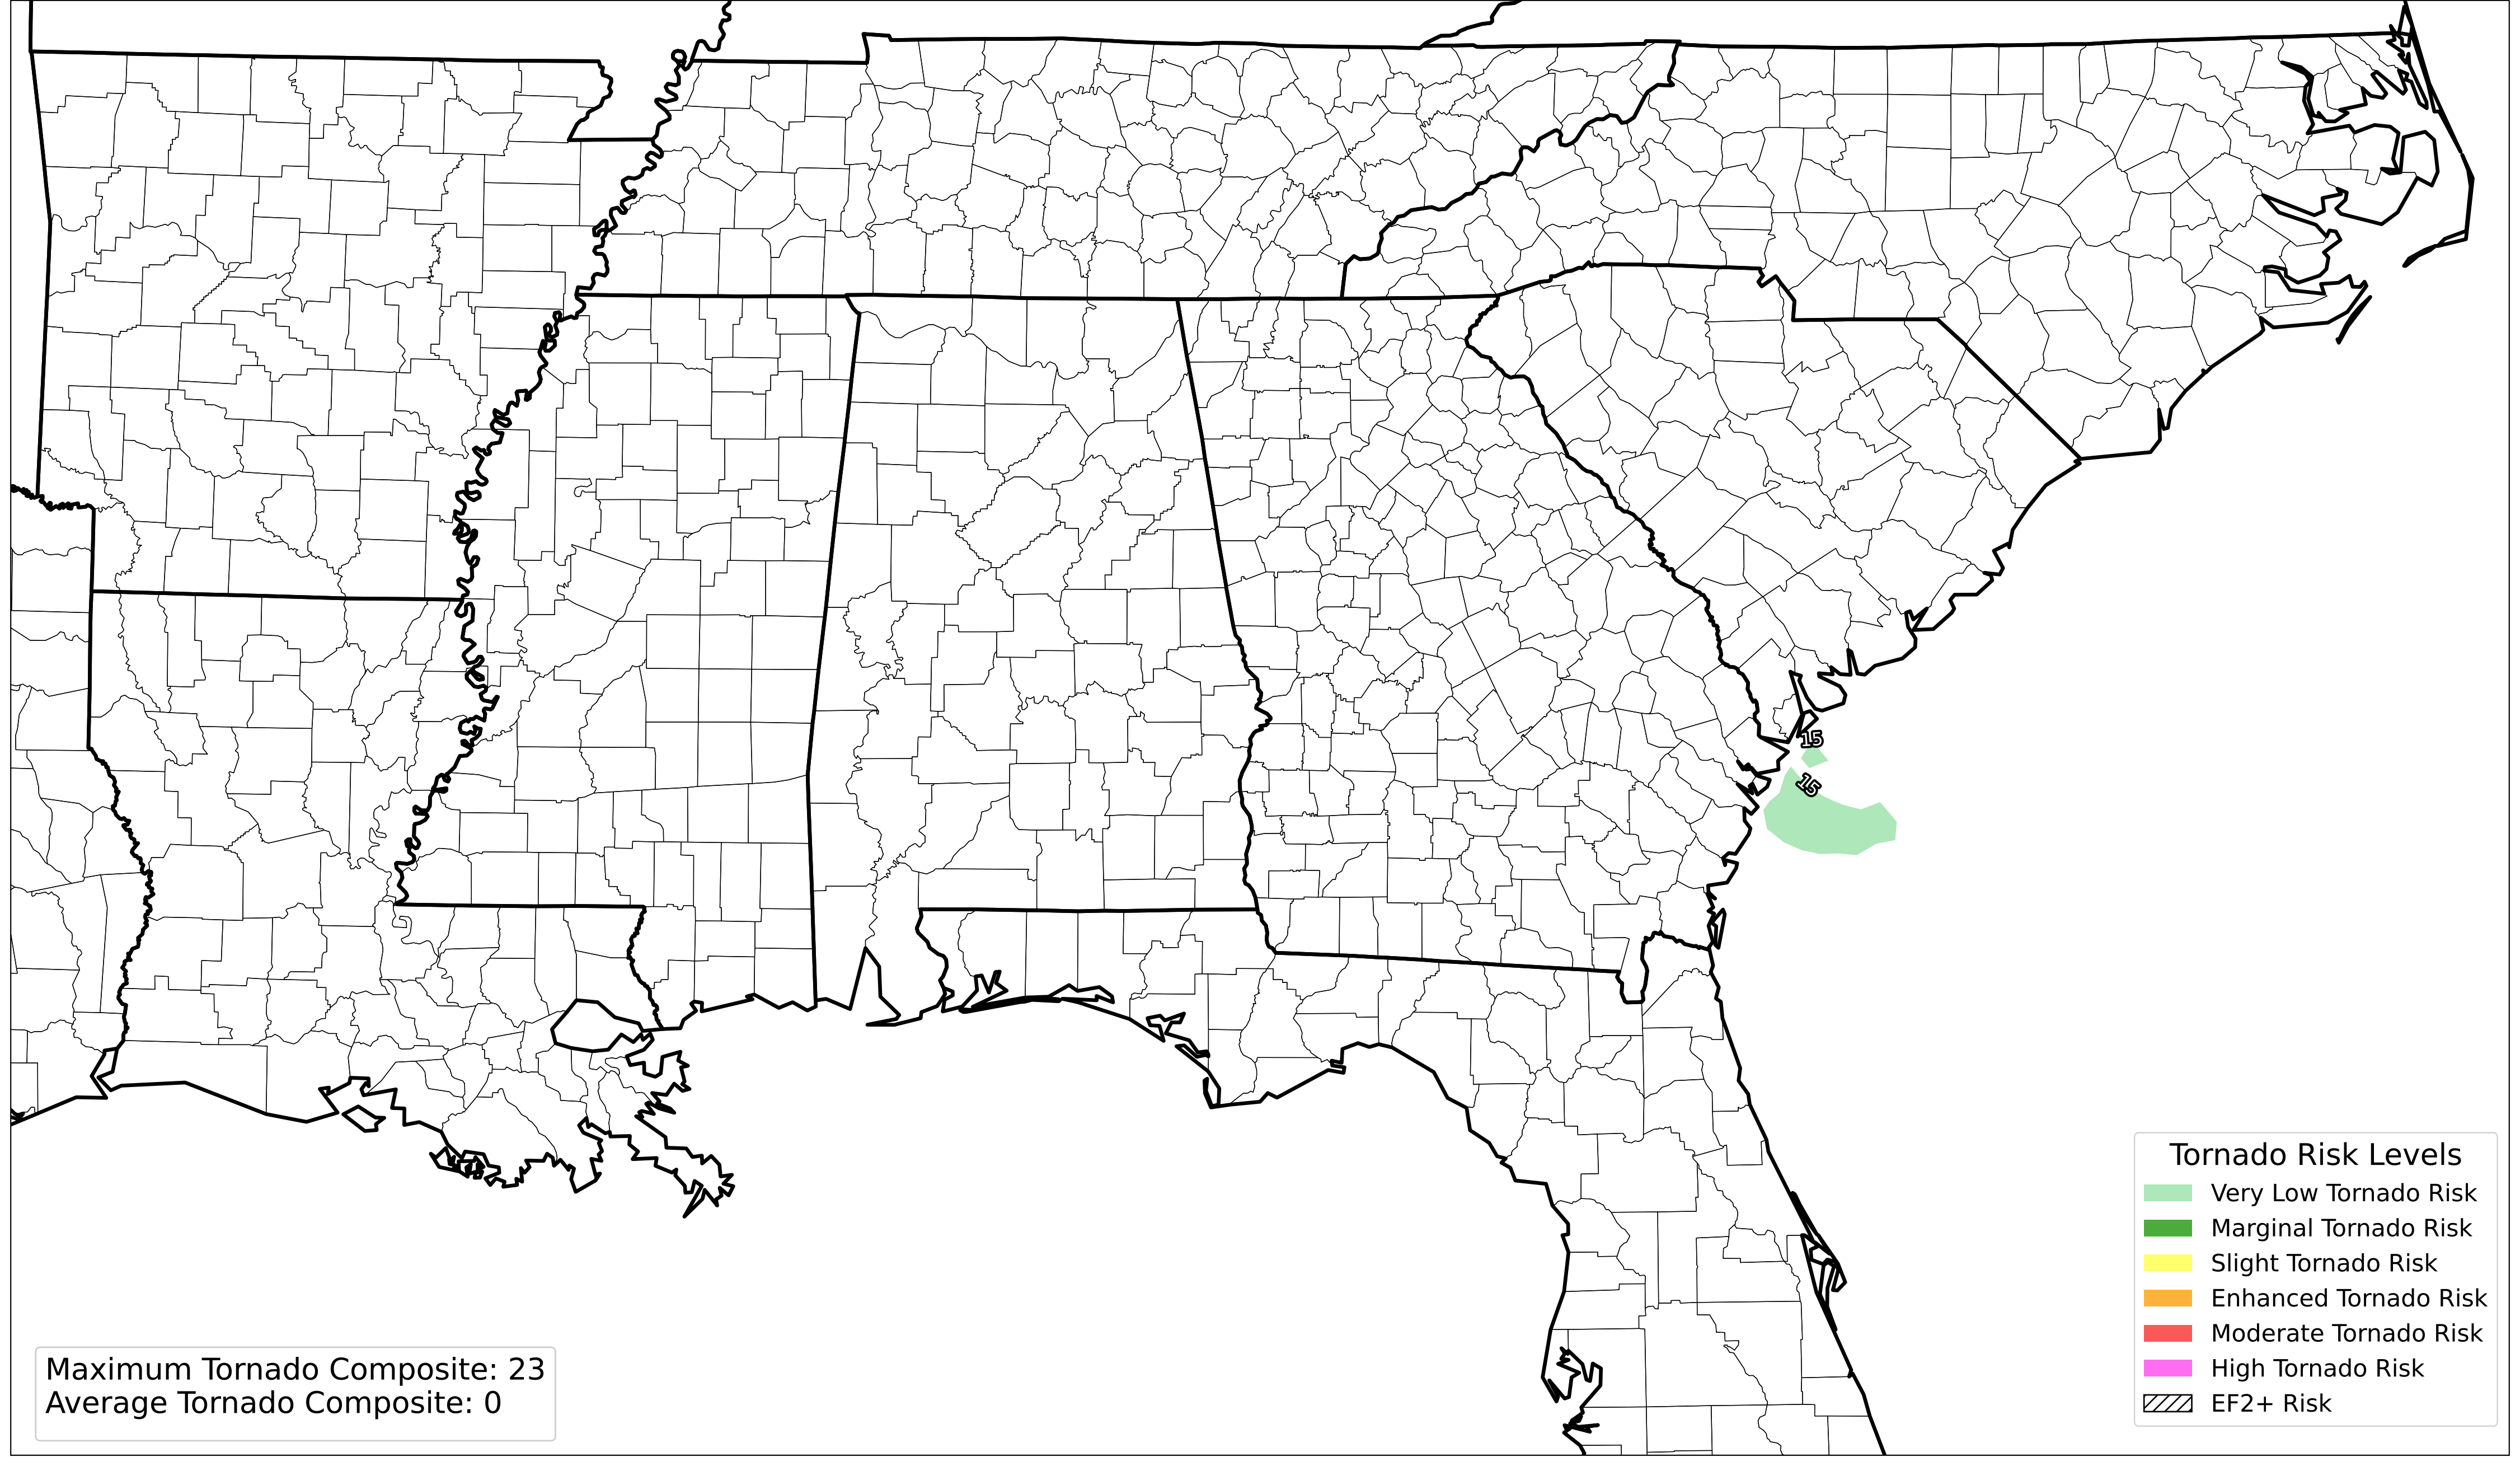 15
15
Tornado Risk Levels
Very Low Tornado Risk
Marginal Tornado Risk
Slight Tornado Risk
Enhanced Tornado Risk
Moderate Tornado Risk
High Tornado Risk
EF2+ Risk
Maximum Tornado Composite: 23
Average Tornado Composite: 0